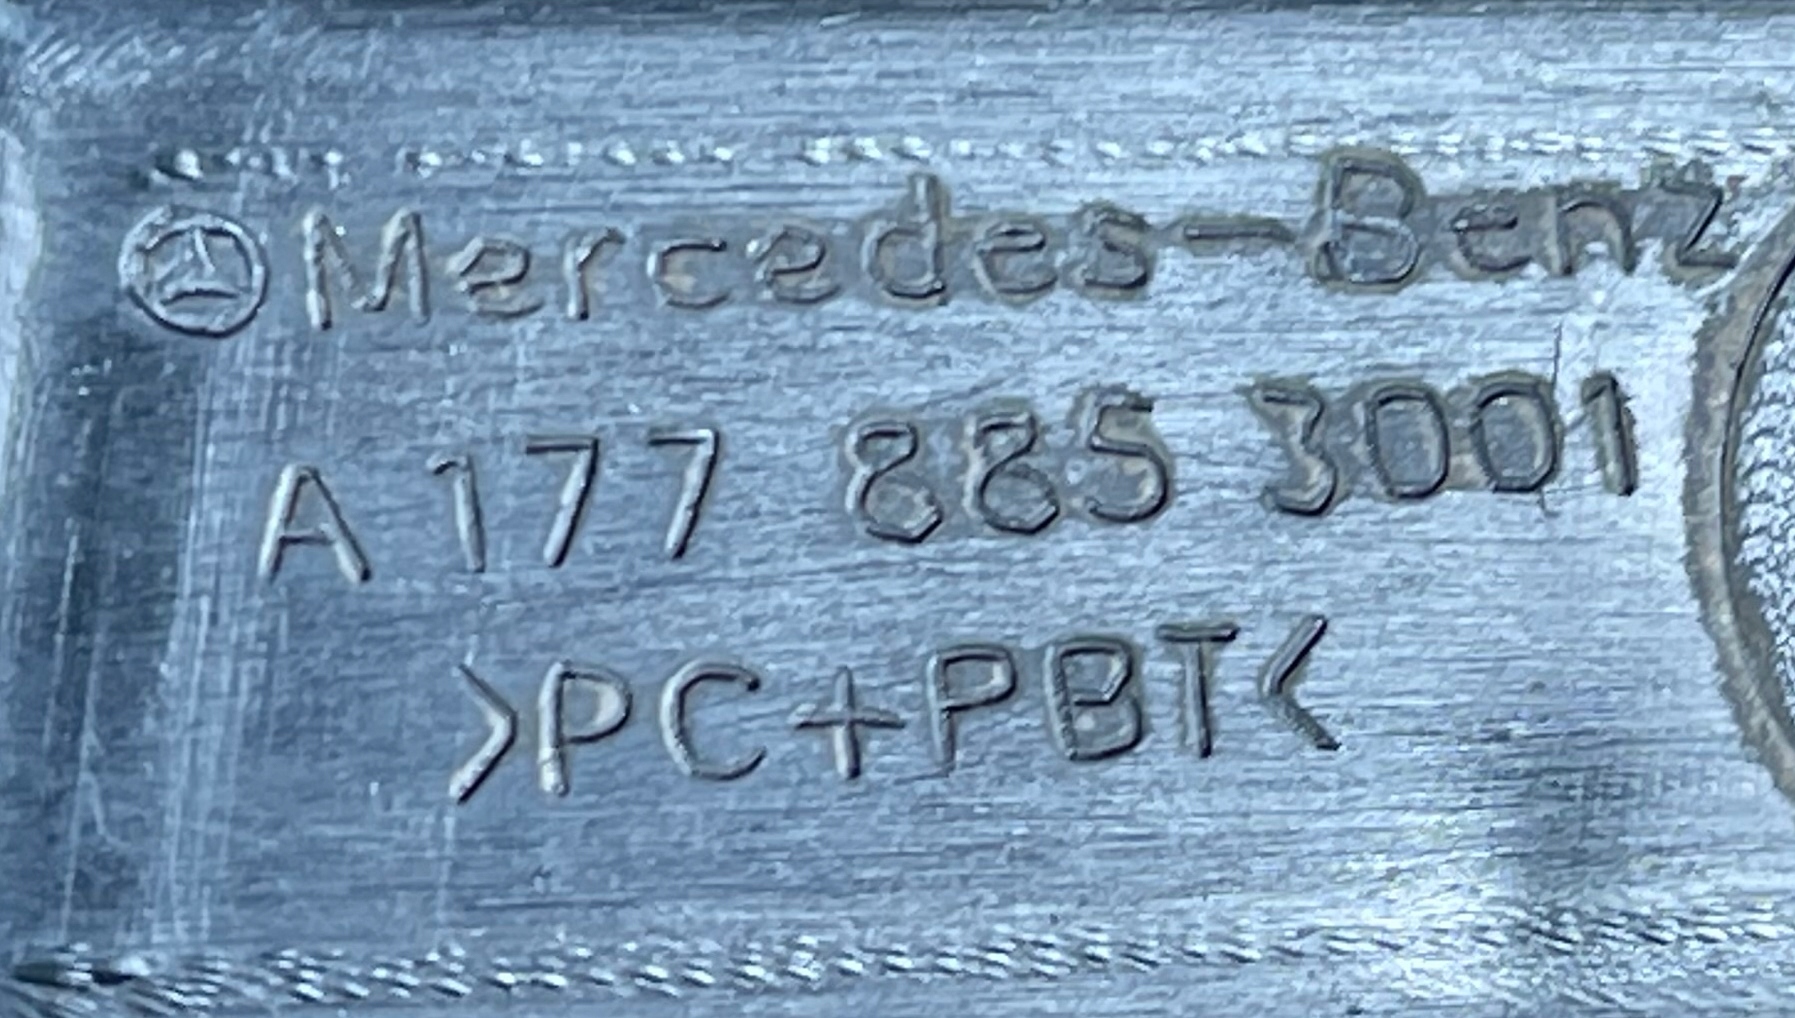 Mercedes-Benz
A 177 885 3001
>PC+PBT<